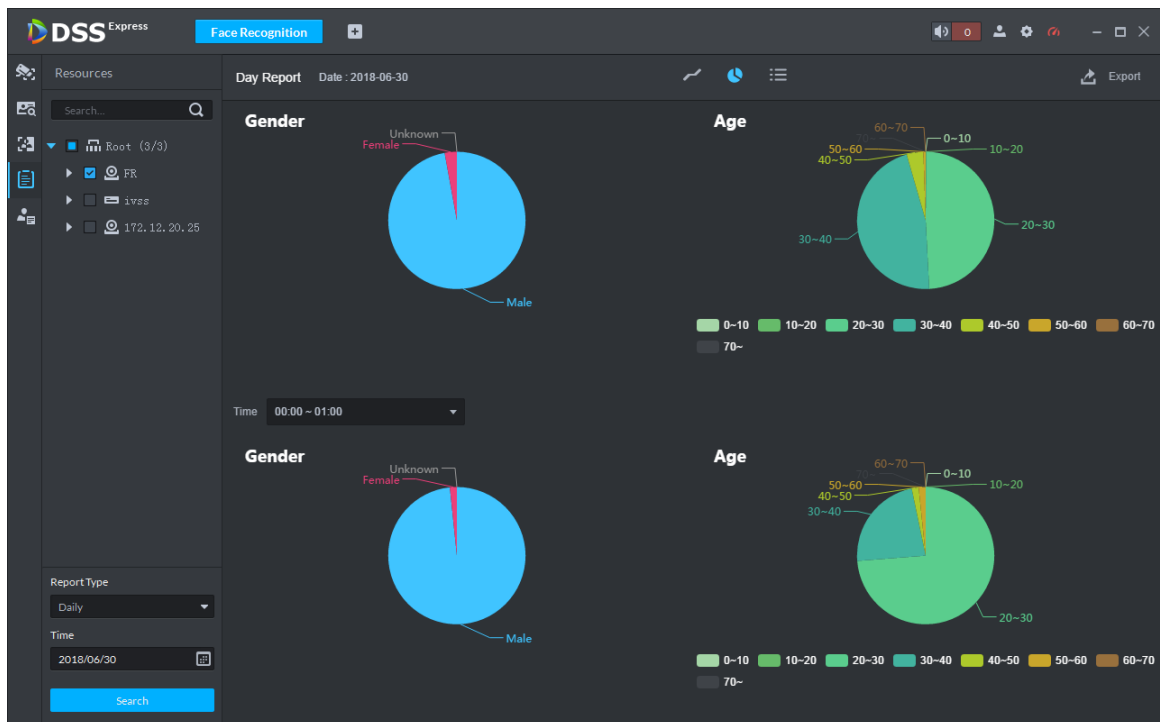 DSS Express
Face Recognition
0
Resources
Day Report Date : 2018-06-30
Export
Search...
Root (3/3)
FR
ivss
172.12.20.25
Gender
Unknown
Female
Male
Age
60~70
70~
0~10
50~60
10~20
40~50
30~40
20~30
0~10 10~20 20~30 30~40 40~50 50~60 60~70
70~
Time 00:00 ~ 01:00
Gender
Unknown
Female
Male
Age
60~70
70~
0~10
50~60
10~20
40~50
30~40
20~30
0~10 10~20 20~30 30~40 40~50 50~60 60~70
70~
Report Type
Daily
Time
2018/06/30
Search